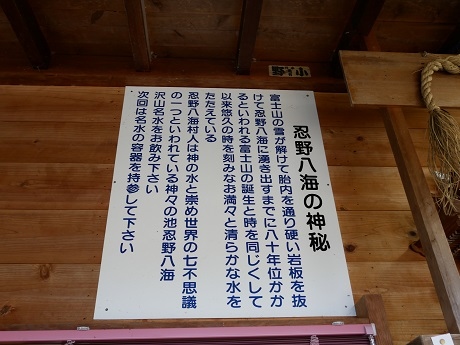 忍野八海の神秘
富士山の雪が解けて胎内を通り硬い岩板を抜
けて忍野八海に湧き出すまでに八十年位かか
るといわれる富士山の誕生と時を同じくして
以来悠久の時を刻みなお満々と清らかな水を
たたえている
忍野八海村人は神の水と崇め世界の七不思議
の一つといわれている神々の池忍野八海
沢山名水をお飲み下さい
次回は名水の容器を持参して下さい